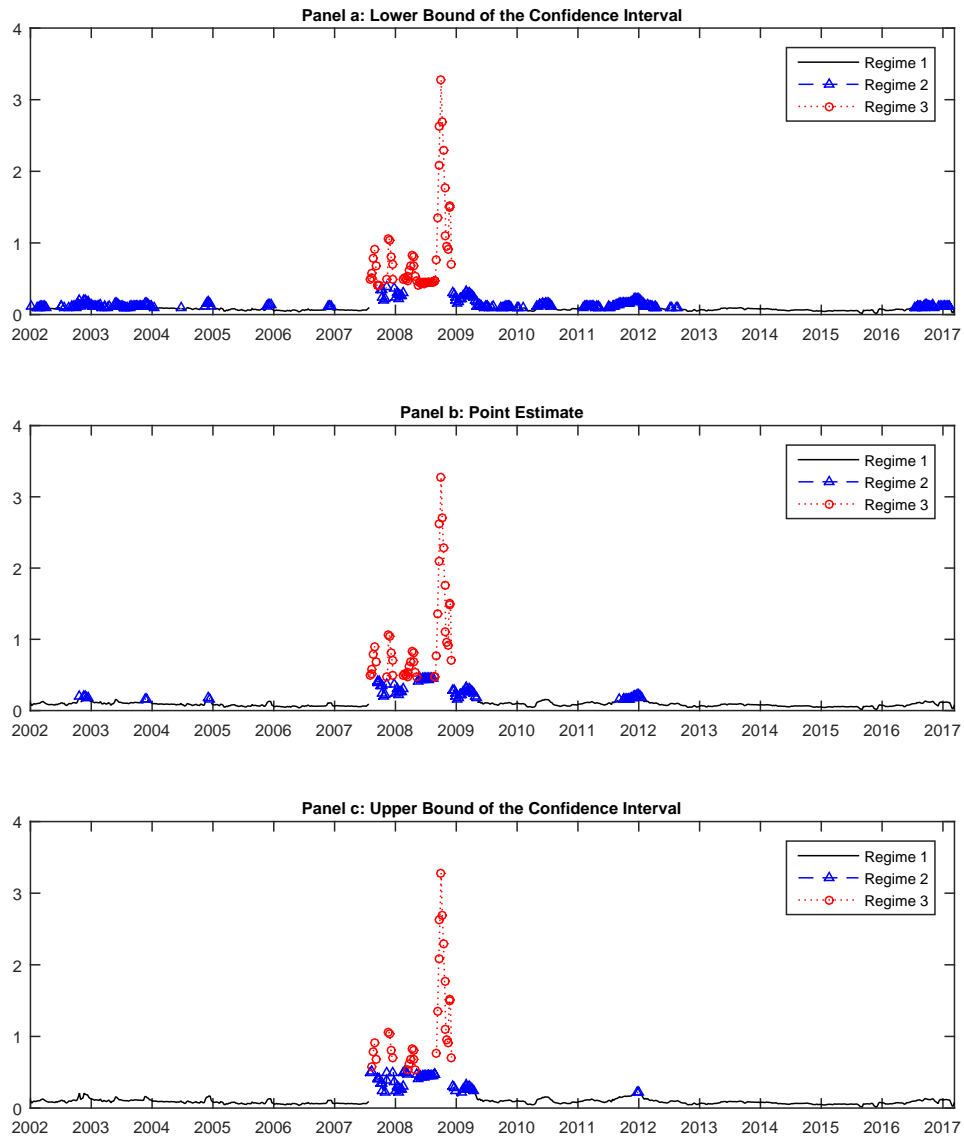 Panel a: Lower Bound of the Confidence Interval
4
3
2
1
0
Regime 1
Regime 2
Regime 3
2002 2003 2004 2005 2006 2007 2008 2009 2010 2011 2012 2013 2014 2015 2016 2017
Panel b: Point Estimate
4
3
2
1
0
Regime 1
Regime 2
Regime 3
2002 2003 2004 2005 2006 2007 2008 2009 2010 2011 2012 2013 2014 2015 2016 2017
Panel c: Upper Bound of the Confidence Interval
4
3
2
1
0
Regime 1
Regime 2
Regime 3
2002 2003 2004 2005 2006 2007 2008 2009 2010 2011 2012 2013 2014 2015 2016 2017